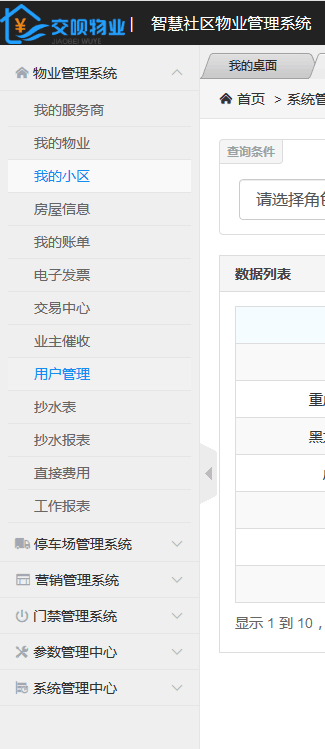 交呗物业 | 智慧社区物业管理系统
JIAOBEI WUYE
物业管理系统
我的服务商
我的物业
我的小区
房屋信息
我的账单
电子发票
交易中心
业主催收
用户管理
抄水表
抄水报表
直接费用
工作报表
停车场管理系统
营销管理系统
门禁管理系统
参数管理中心
系统管理中心
我的桌面
首页 > 系统管
查询条件
请选择角
数据列表
重
黑
显示 1 到 10，